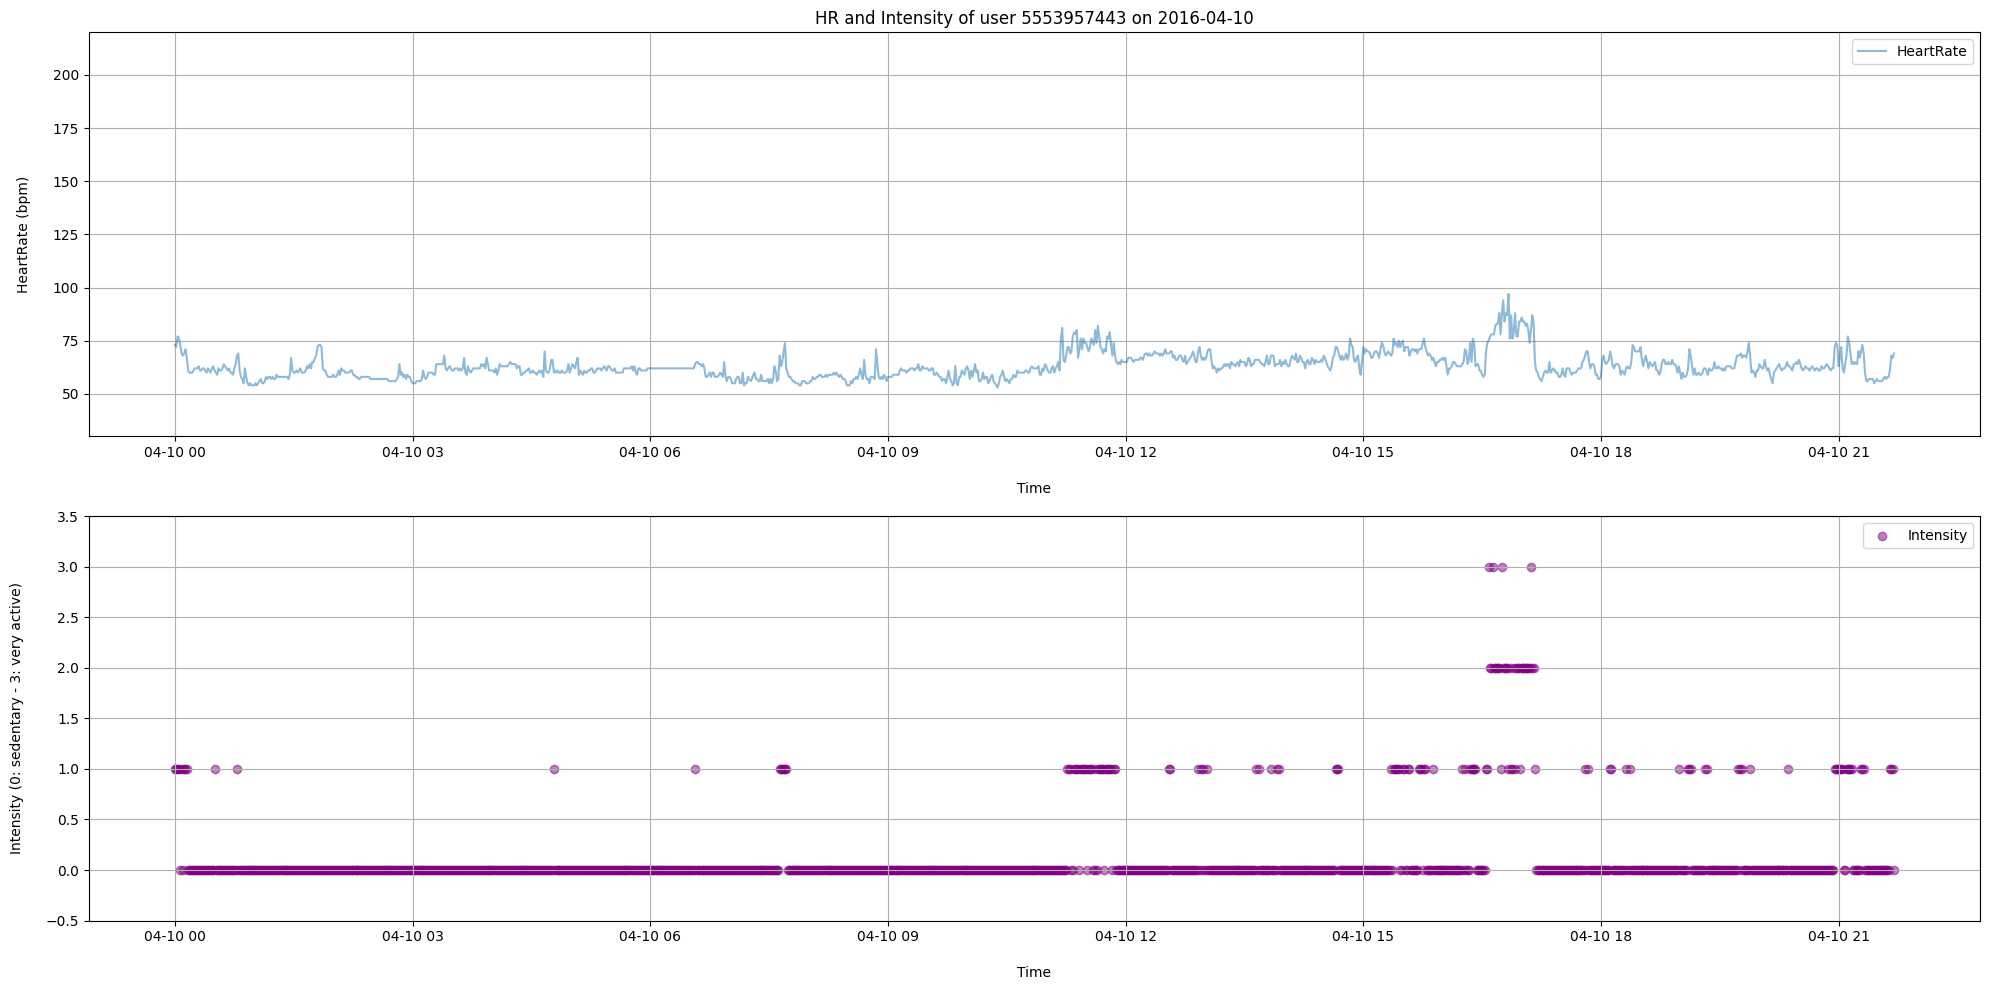 HR and Intensity of user 5553957443 on 2016-04-10
HeartRate
200
175
150
125
100
75
50
HeartRate (bpm)
04-10 00 04-10 03 04-10 06 04-10 09 04-10 12 04-10 15 04-10 18 04-10 21
Time
Intensity
3.5
3.0
2.5
2.0
1.5
1.0
0.5
0.0
−0.5
Intensity (0: sedentary - 3: very active)
04-10 00 04-10 03 04-10 06 04-10 09 04-10 12 04-10 15 04-10 18 04-10 21
Time